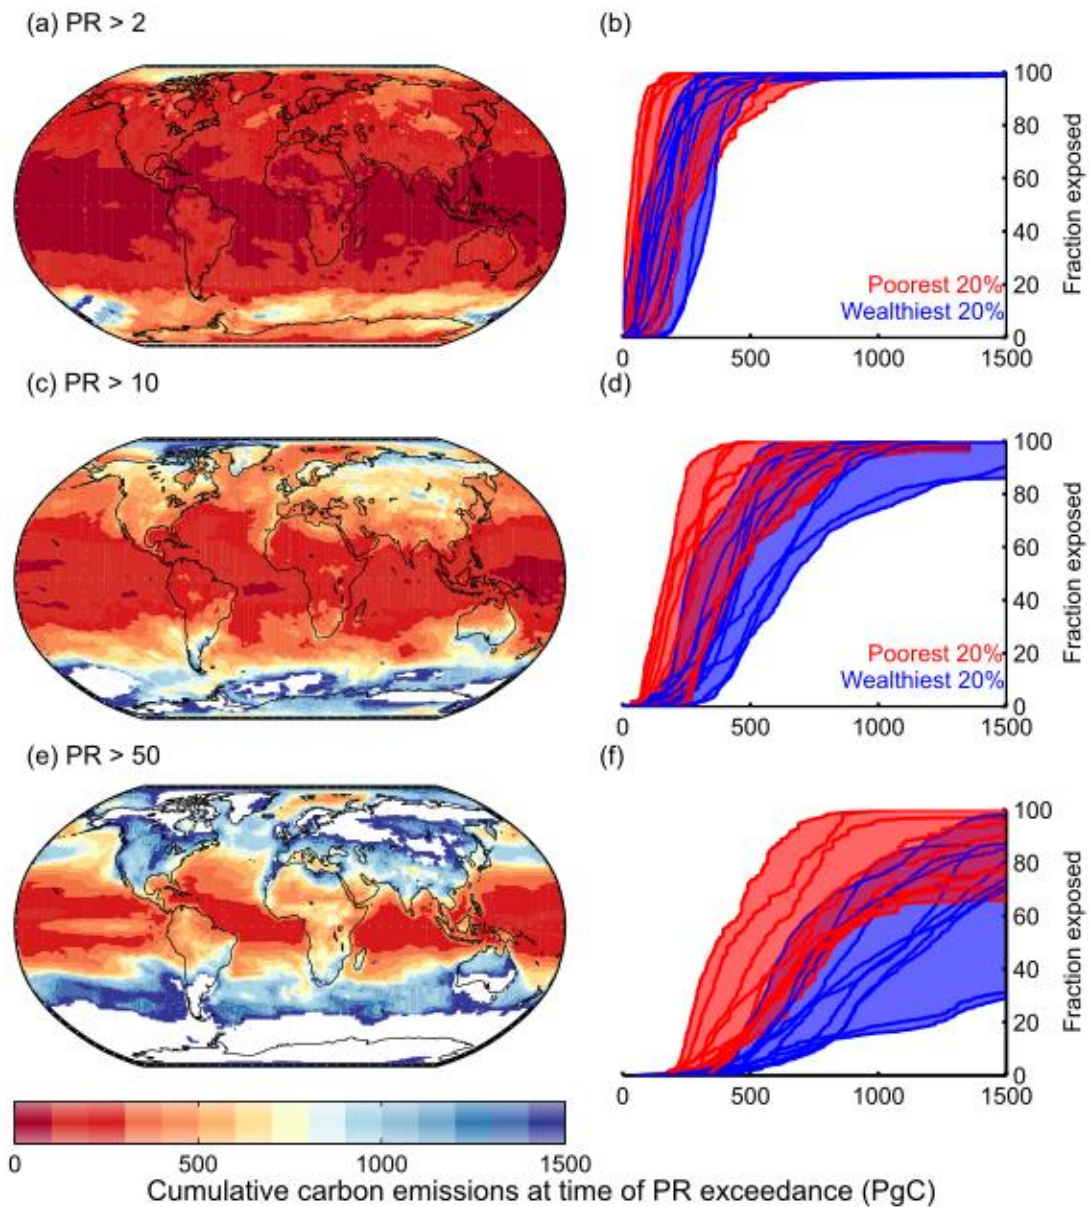 (a) PR > 2
(b)
100
80
60
40
20
0
Fraction exposed
Poorest 20%
Wealthiest 20%
0
500
1000
1500
(c) PR > 10
(d)
100
80
60
40
20
0
Fraction exposed
Poorest 20%
Wealthiest 20%
0
500
1000
1500
(e) PR > 50
(f)
100
80
60
40
20
0
Fraction exposed
0
500
1000
1500
0
500
1000
1500
Cumulative carbon emissions at time of PR exceedance (PgC)